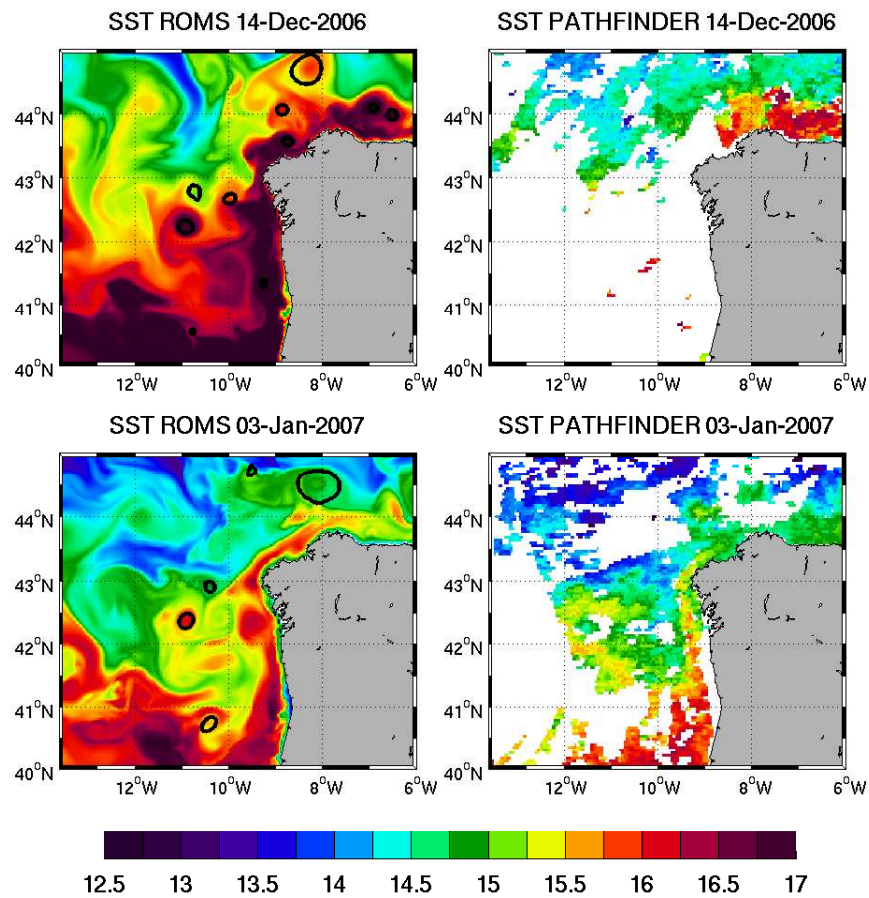 SST ROMS 14-Dec-2006 SST PATHFINDER 14-Dec-2006
44°N 44°N
43°N 43°N
42°N 42°N
41°N 41°N
40°N 40°N
12°W 10°W 8°W 6°W 12°W 10°W 8°W 6°W
SST ROMS 03-Jan-2007 SST PATHFINDER 03-Jan-2007
44°N 44°N
43°N 43°N
42°N 42°N
41°N 41°N
40°N 40°N
12°W 10°W 8°W 6°W 12°W 10°W 8°W 6°W
12.5 13 13.5 14 14.5 15 15.5 16 16.5 17